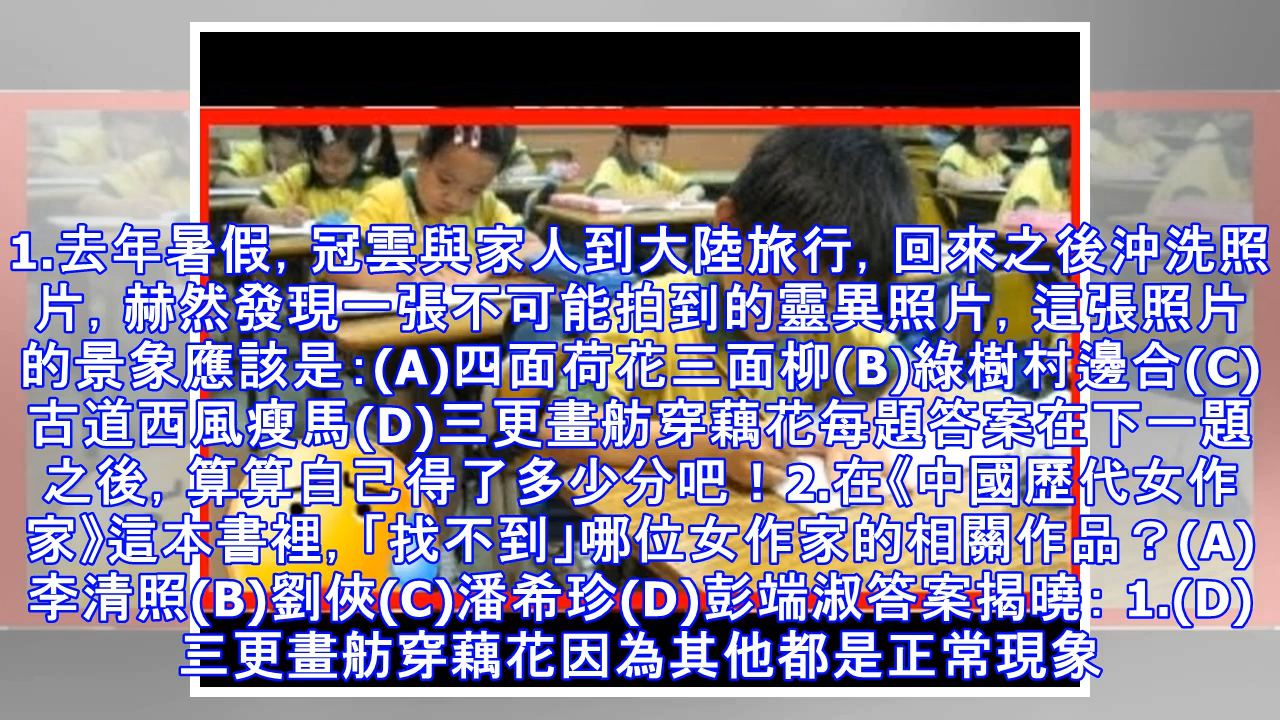 1.去年暑假, 冠雲與家人到大陸旅行, 回來之後沖洗照
片, 赫然發現一張不可能拍到的靈異照片, 這張照片
的景象應該是:(A)四面荷花三面柳(B)綠樹村邊合(C)
古道西風瘦馬(D)三更畫舫穿藕花每題答案在下一題
之後, 算算自己得了多少分吧！2.在《中國歷代女作
家》這本書裡,「找不到」哪位女作家的相關作品？(A)
李清照(B)劉俠(C)潘希珍(D)彭端淑答案揭曉: 1.(D)
三更畫舫穿藕花因為其他都是正常現象